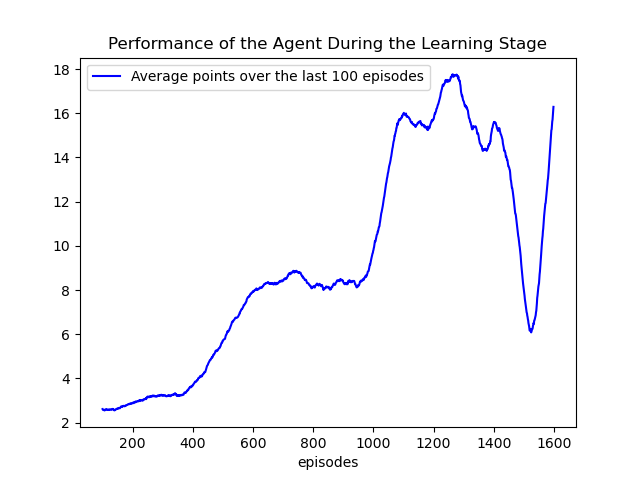 Performance of the Agent During the Learning Stage
Average points over the last 100 episodes
18
16
14
12
10
8
6
4
2
200 400 600 800 1000 1200 1400 1600
episodes